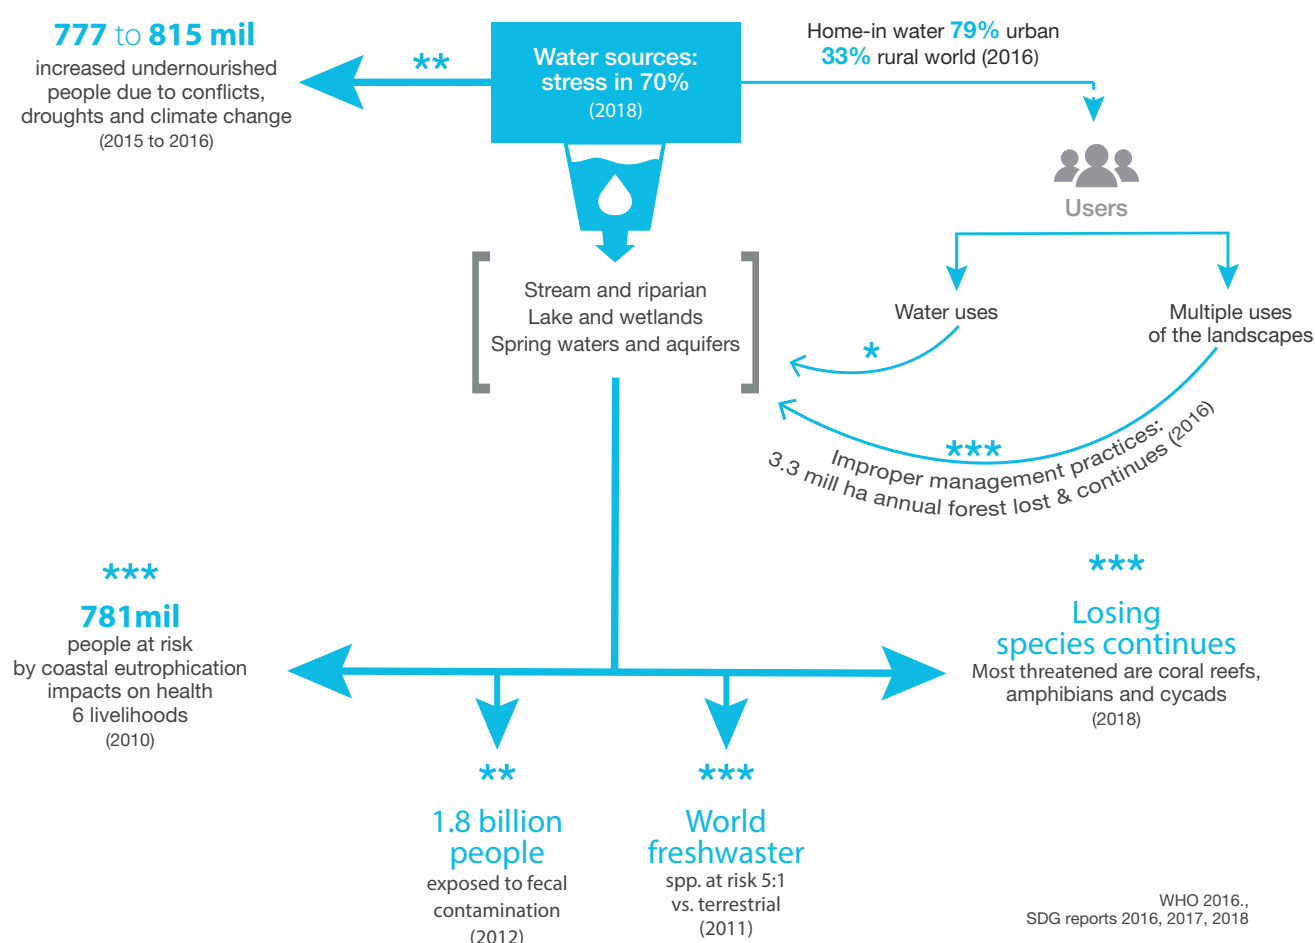 777 to 815 mil
increased undernourished
people due to conflicts,
droughts and climate change
(2015 to 2016)
**
Water sources:
stress in 70%
(2018)
Home-in water 79% urban
33% rural world (2016)
Users
Stream and riparian
Lake and wetlands
Spring waters and aquifers
Water uses
Multiple uses
of the landscapes
*
***
Improper management practices:
3.3 mill ha annual forest lost & continues (2016)
***
781mil
people at risk
by coastal eutrophication
impacts on health
6 livelihoods
(2010)
***
Losing
species continues
Most threatened are coral reefs,
amphibians and cycads
(2018)
**
1.8 billion
people
exposed to fecal
contamination
(2012)
***
World
freshwaster
spp. at risk 5:1
vs. terrestrial
(2011)
WHO 2016.,
SDG reports 2016, 2017, 2018